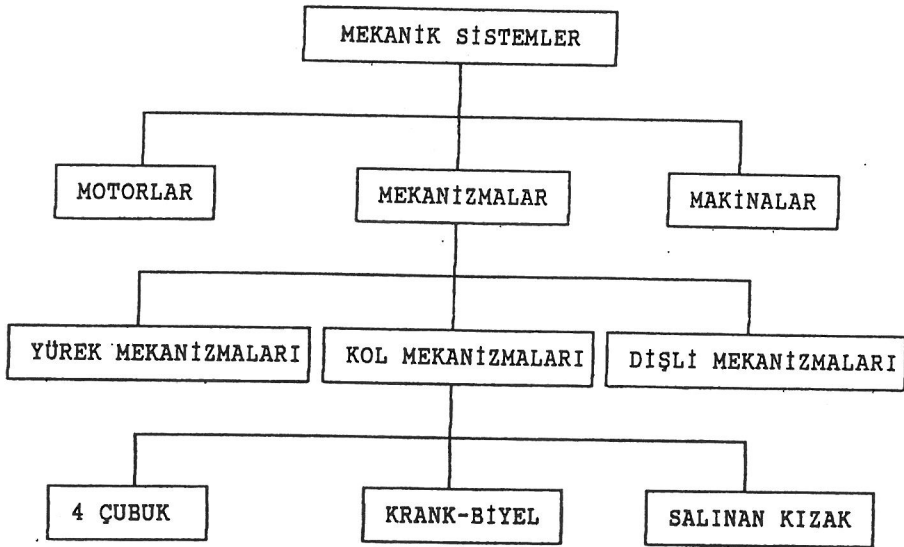 MEKANİK SİSTEMLER
MOTORLAR
MEKANİZMALAR
MAKİNALAR
YÜREK MEKANİZMALARI
KOL MEKANİZMALARI
DİŞLİ MEKANİZMALARI
4 ÇUBUK
KRANK-BİYEL
SALINAN KIZAK